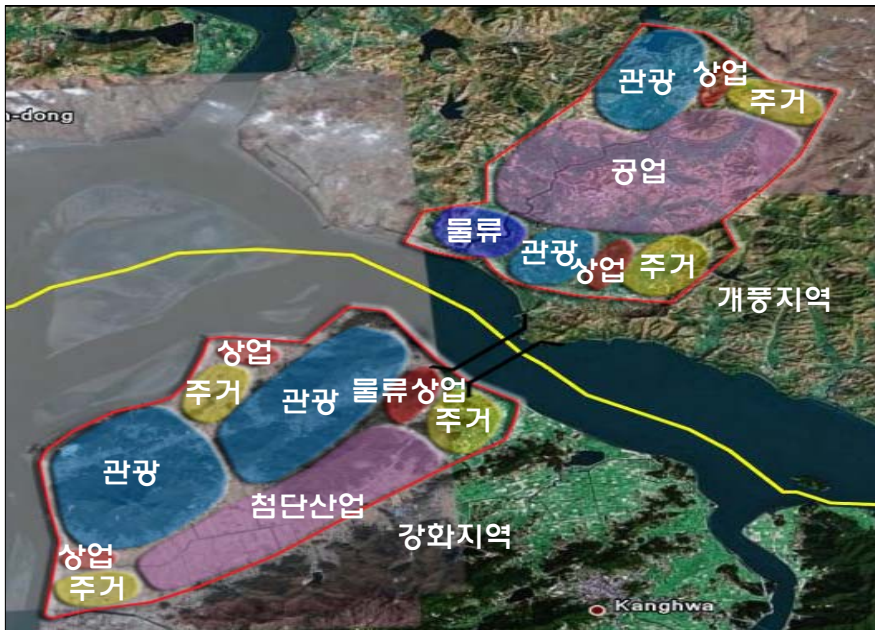 관광
상업
주거
-dong
공업
물류
관광
상업
주거
개풍지역
상업
주거
관광
물류상업
주거
관광
첨단산업
강화지역
상업
주거
Kanghwa